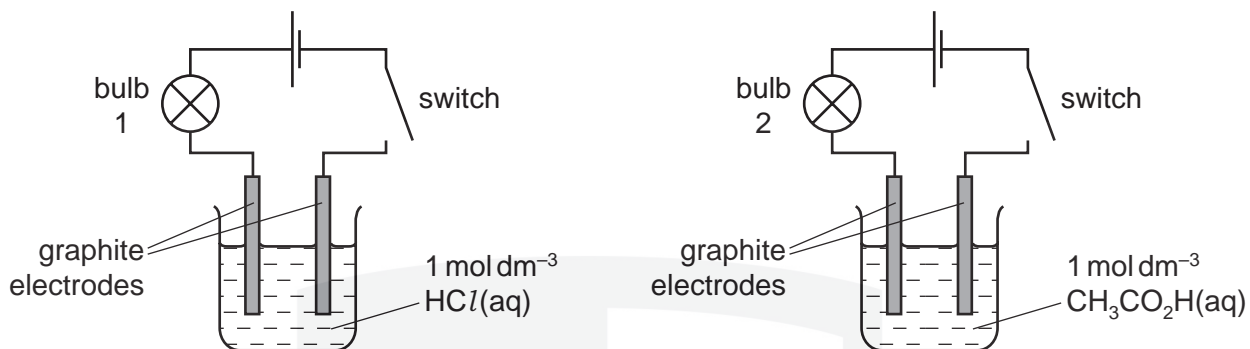 bulb
1
switch
graphite
electrodes
1 mol dm⁻³
HCl(aq)
bulb
2
switch
graphite
electrodes
1 mol dm⁻³
CH₃CO₂H(aq)